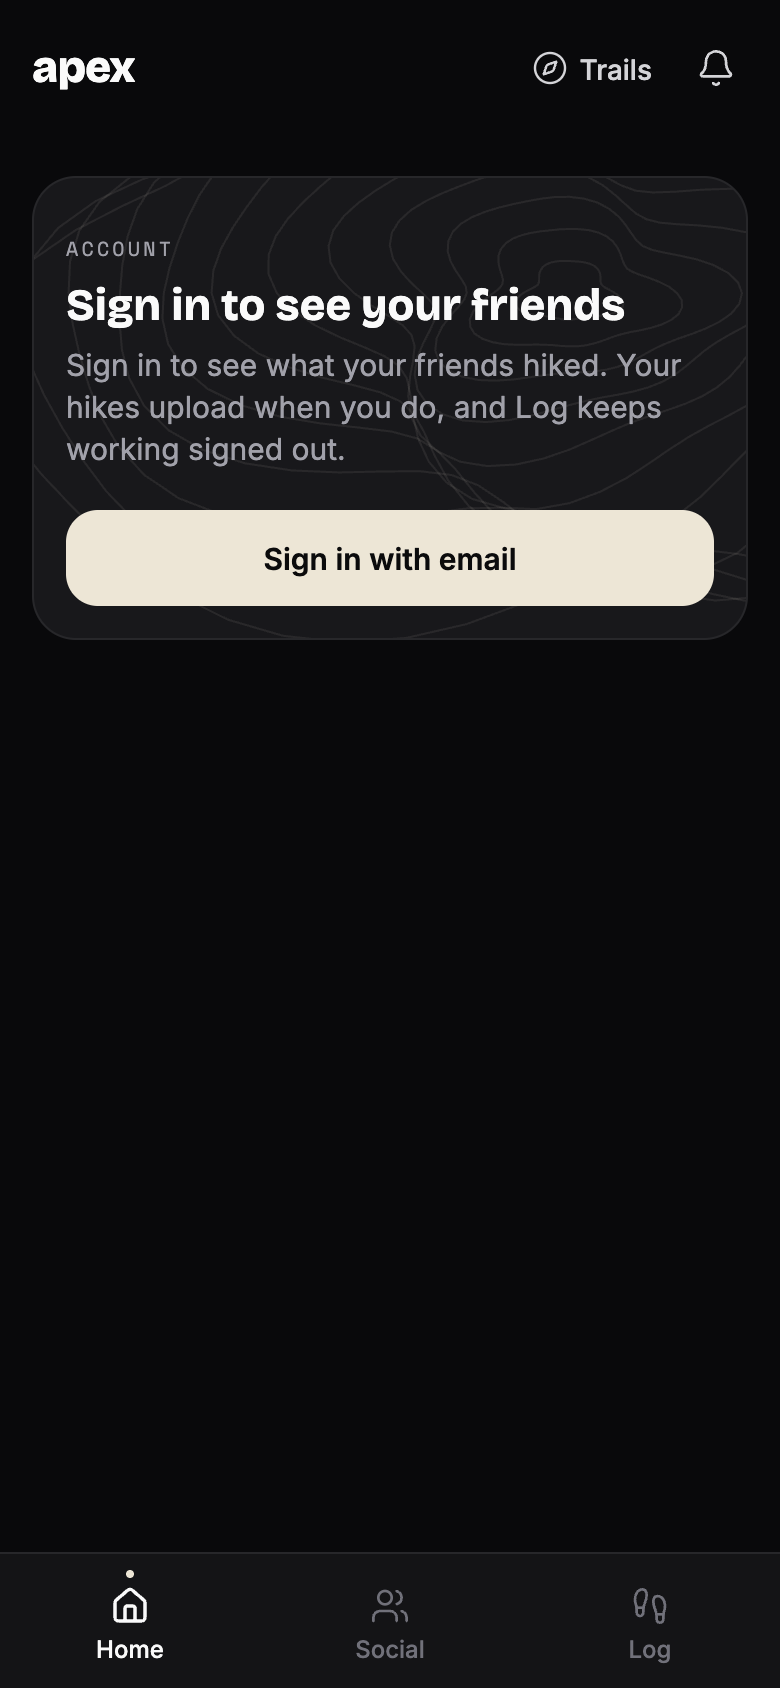 apex
Trails
ACCOUNT
Sign in to see your friends
Sign in to see what your friends hiked. Your
hikes upload when you do, and Log keeps
working signed out.
Sign in with email
Home
Social
Log